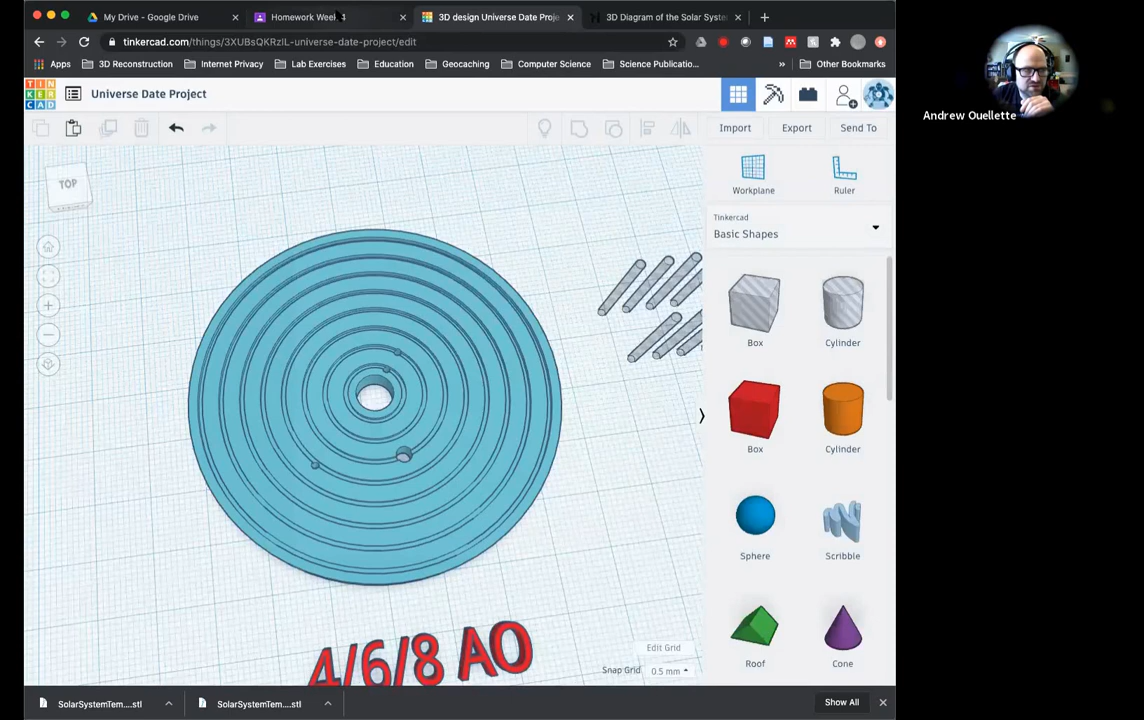 My Drive - Google Drive
Homework Week 4
3D design Universe Date Proje
3D Diagram of the Solar Syste
tinkercad.com/things/3XUBsQKRzlL-universe-date-project/edit
Apps
3D Reconstruction
Internet Privacy
Lab Exercises
Education
Geocaching
Computer Science
Science Publicatio...
»
Other Bookmarks
TIN
KER
CAD
Universe Date Project
Import
Export
Send To
TOP
Workplane
Ruler
Tinkercad
Basic Shapes
Box
Cylinder
Box
Cylinder
Sphere
Scribble
Roof
Cone
4/6/8 AO
Edit Grid
Snap Grid
0.5 mm
SolarSystemTem....stl
SolarSystemTem....stl
Show All
Andrew Ouellette